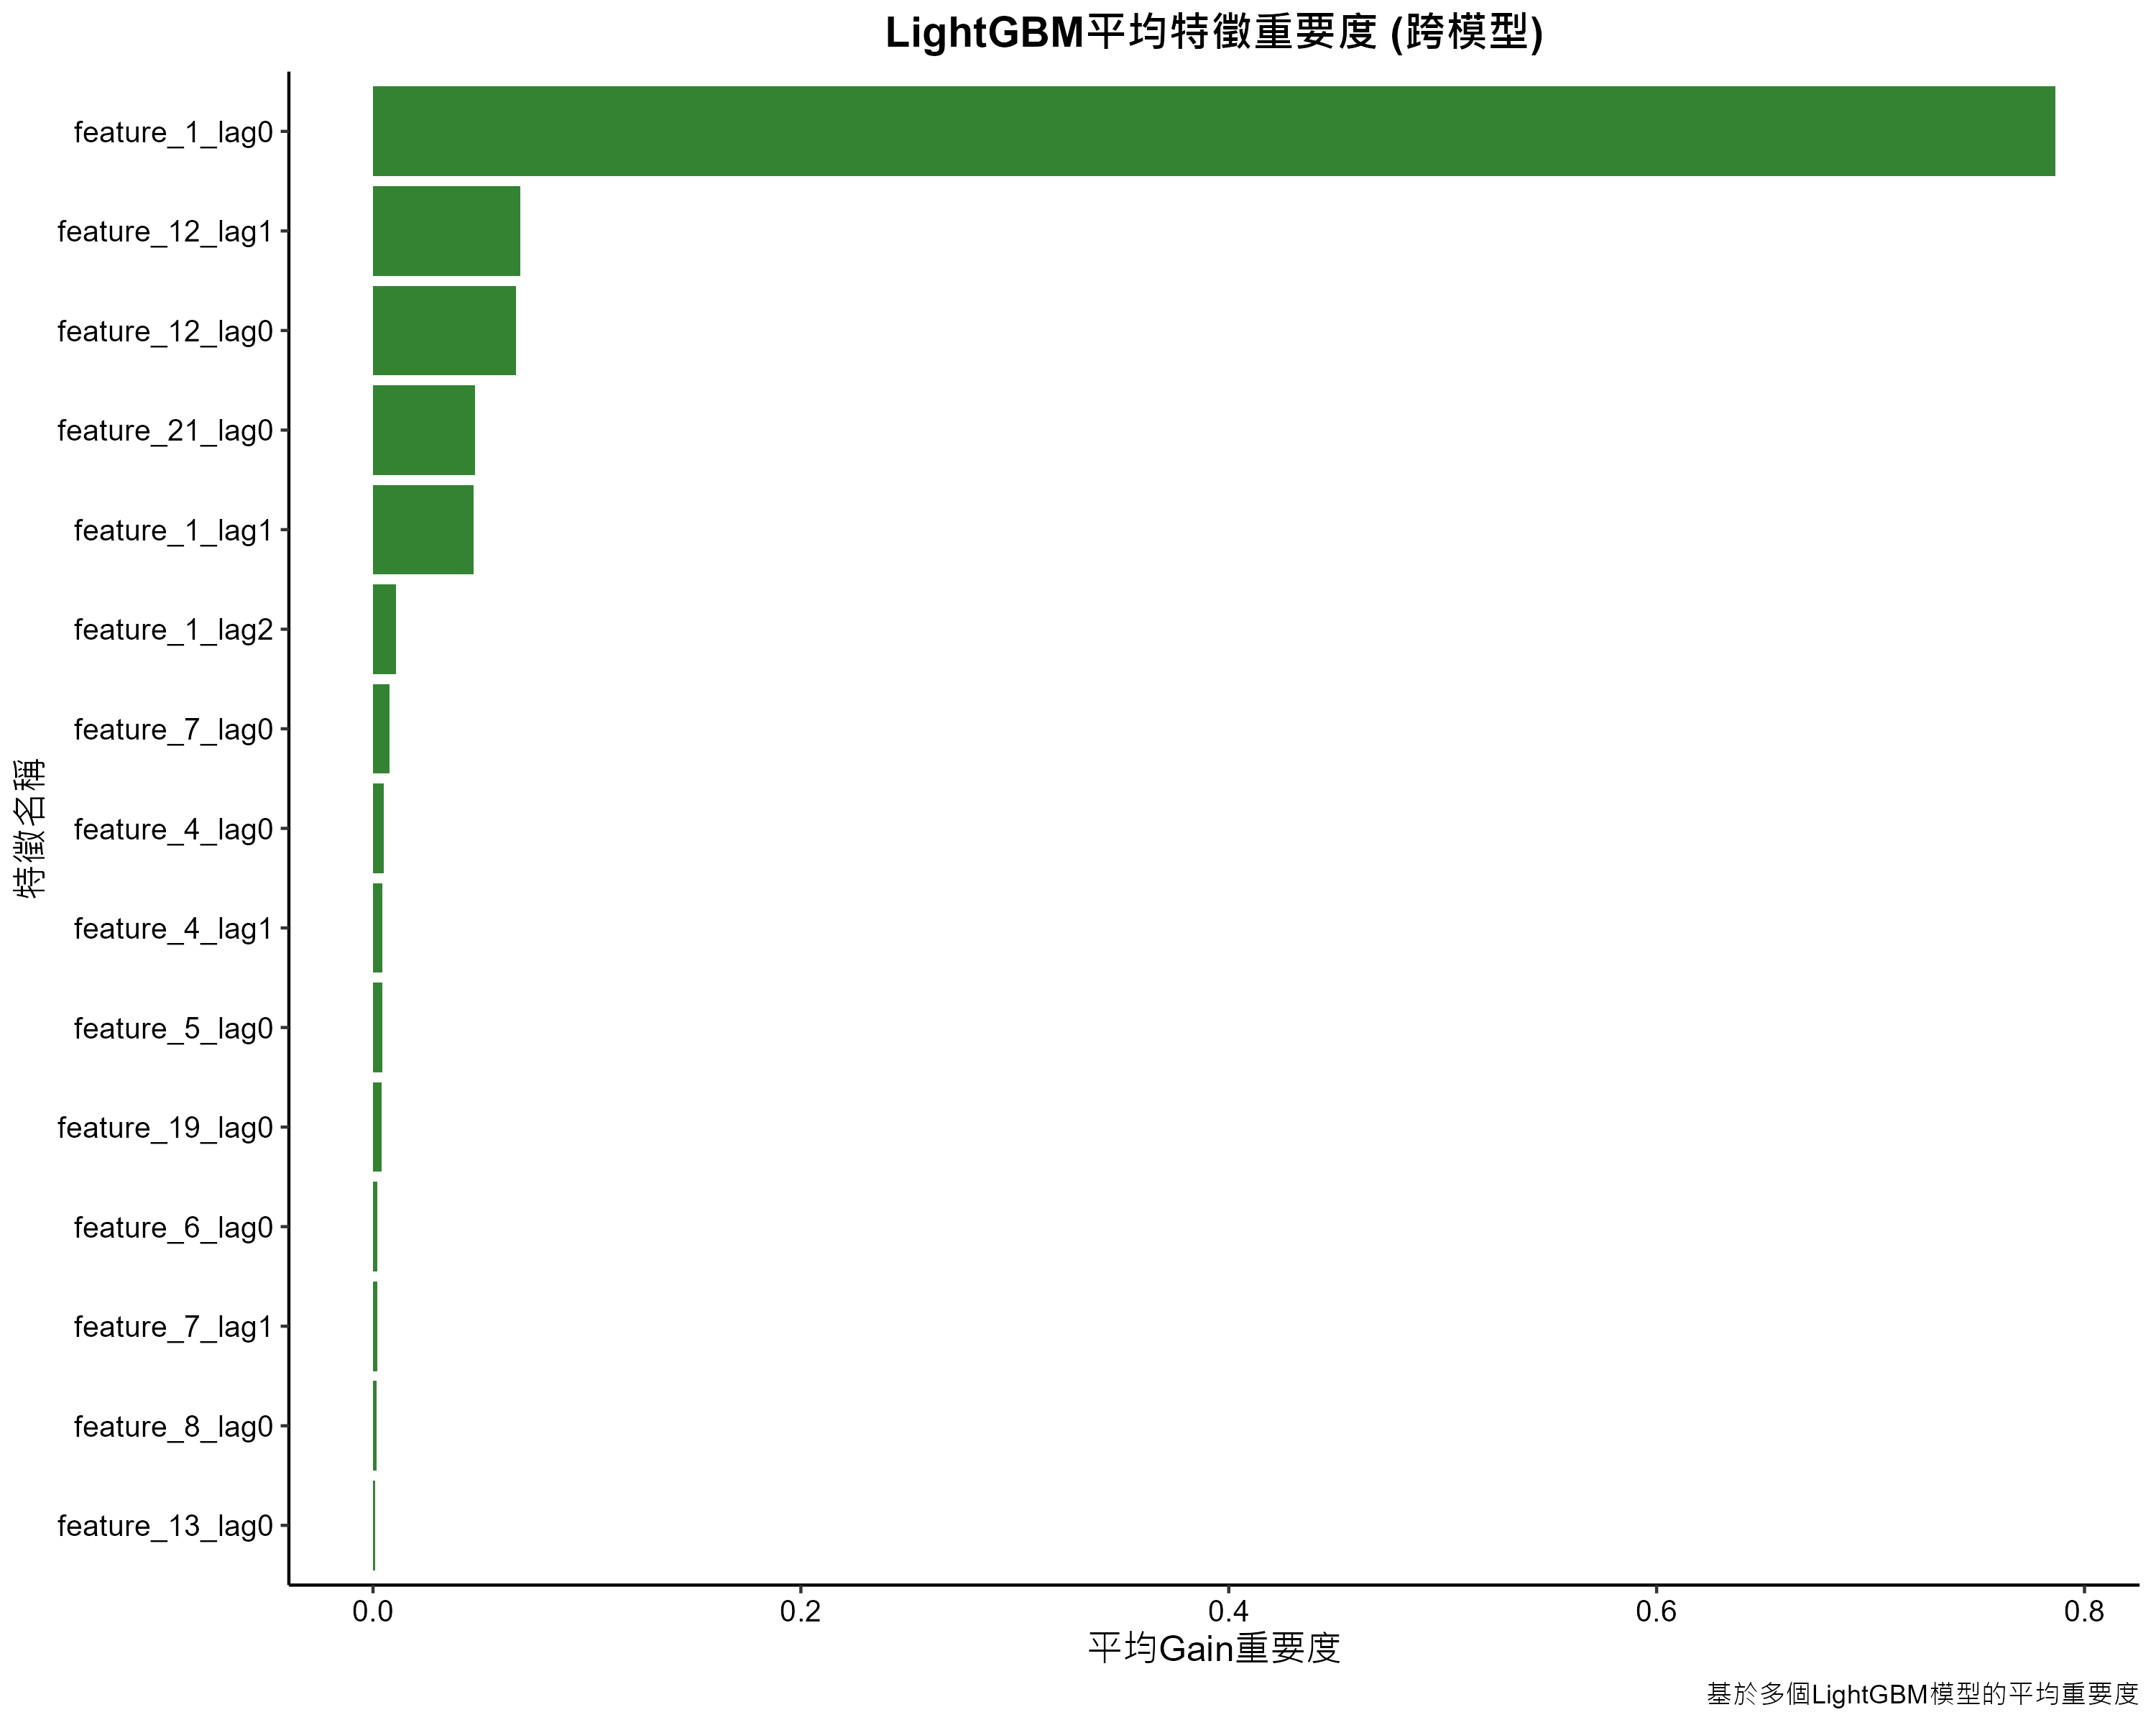 LightGBM平均特徵重要度 (跨模型)
特徵名稱
feature_1_lag0
feature_12_lag1
feature_12_lag0
feature_21_lag0
feature_1_lag1
feature_1_lag2
feature_7_lag0
feature_4_lag0
feature_4_lag1
feature_5_lag0
feature_19_lag0
feature_6_lag0
feature_7_lag1
feature_8_lag0
feature_13_lag0
0.0 0.2 0.4 0.6 0.8
平均Gain重要度
基於多個LightGBM模型的平均重要度